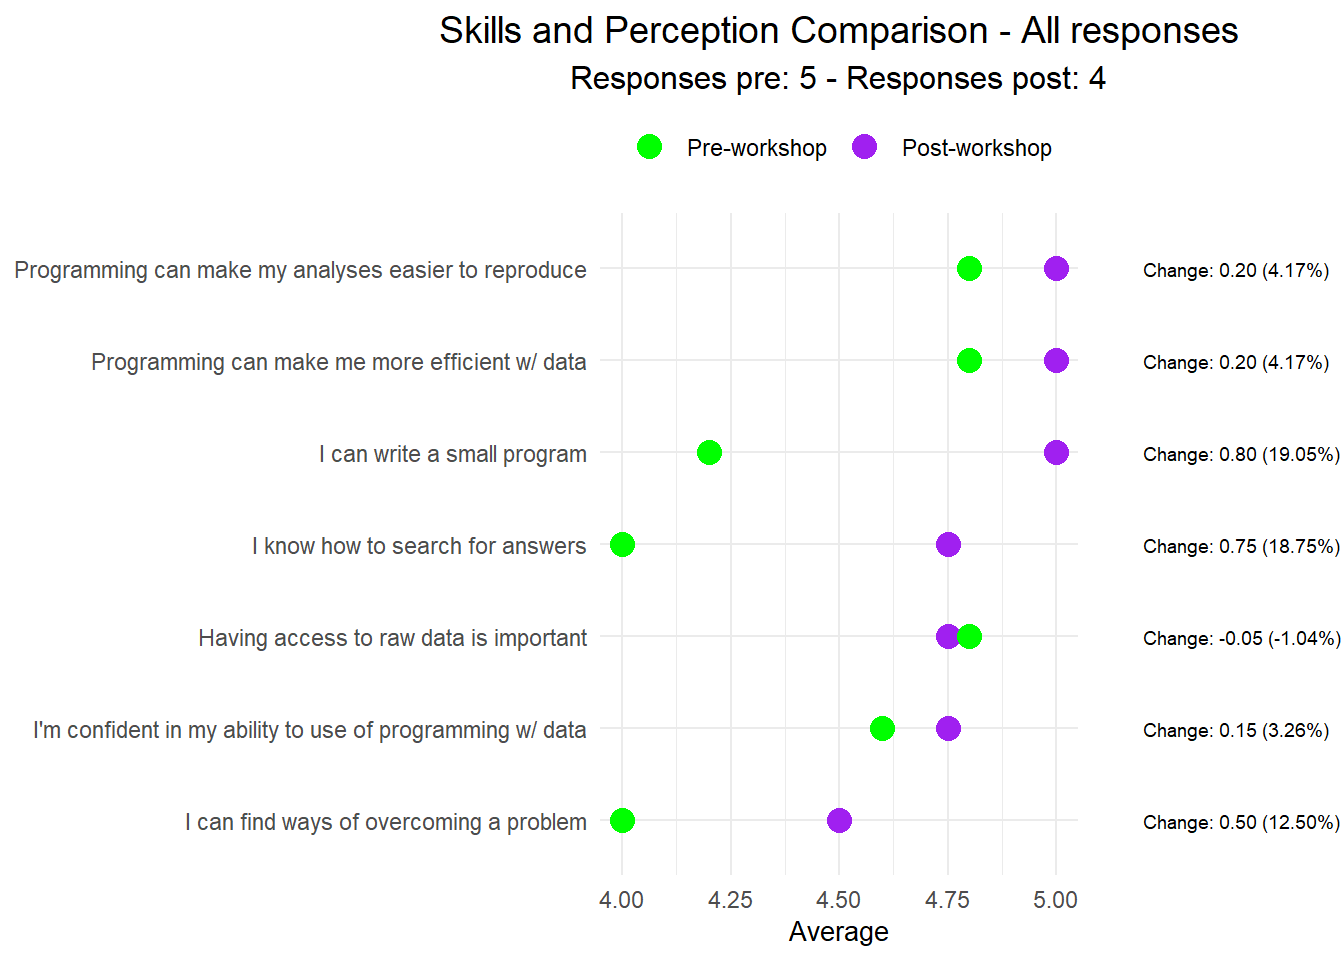 Skills and Perception Comparison - All responses
Responses pre: 5 - Responses post: 4
Pre-workshop Post-workshop
Programming can make my analyses easier to reproduce Change: 0.20 (4.17%)
Programming can make me more efficient w/ data Change: 0.20 (4.17%)
I can write a small program Change: 0.80 (19.05%)
I know how to search for answers Change: 0.75 (18.75%)
Having access to raw data is important Change: -0.05 (-1.04%)
I'm confident in my ability to use of programming w/ data Change: 0.15 (3.26%)
I can find ways of overcoming a problem Change: 0.50 (12.50%)
4.00 4.25 4.50 4.75 5.00
Average